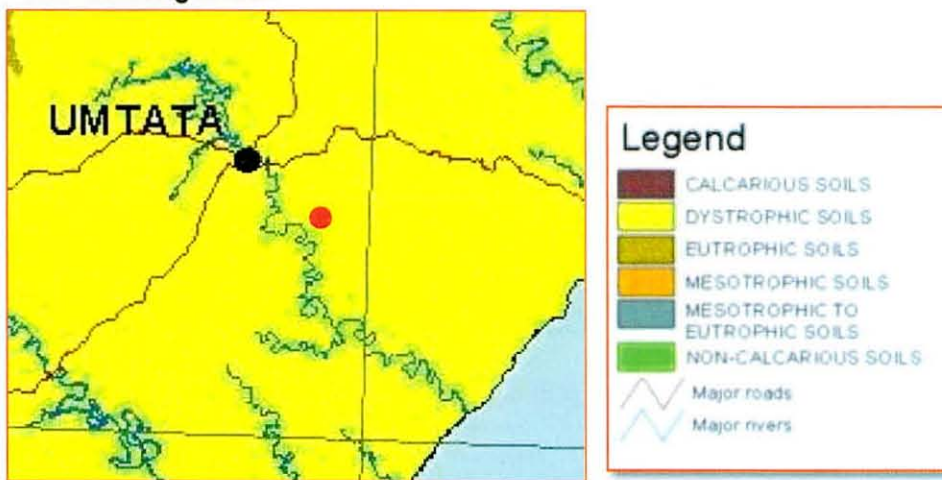 UMTATA
Legend
CALCARIOUS SOILS
DYSTROPHIC SOILS
EUTROPHIC SOILS
MESOTROPHIC SOILS
MESOTROPHIC TO
EUTROPHIC SOILS
NON-CALCARIOUS SOILS
Major roads
Major rivers